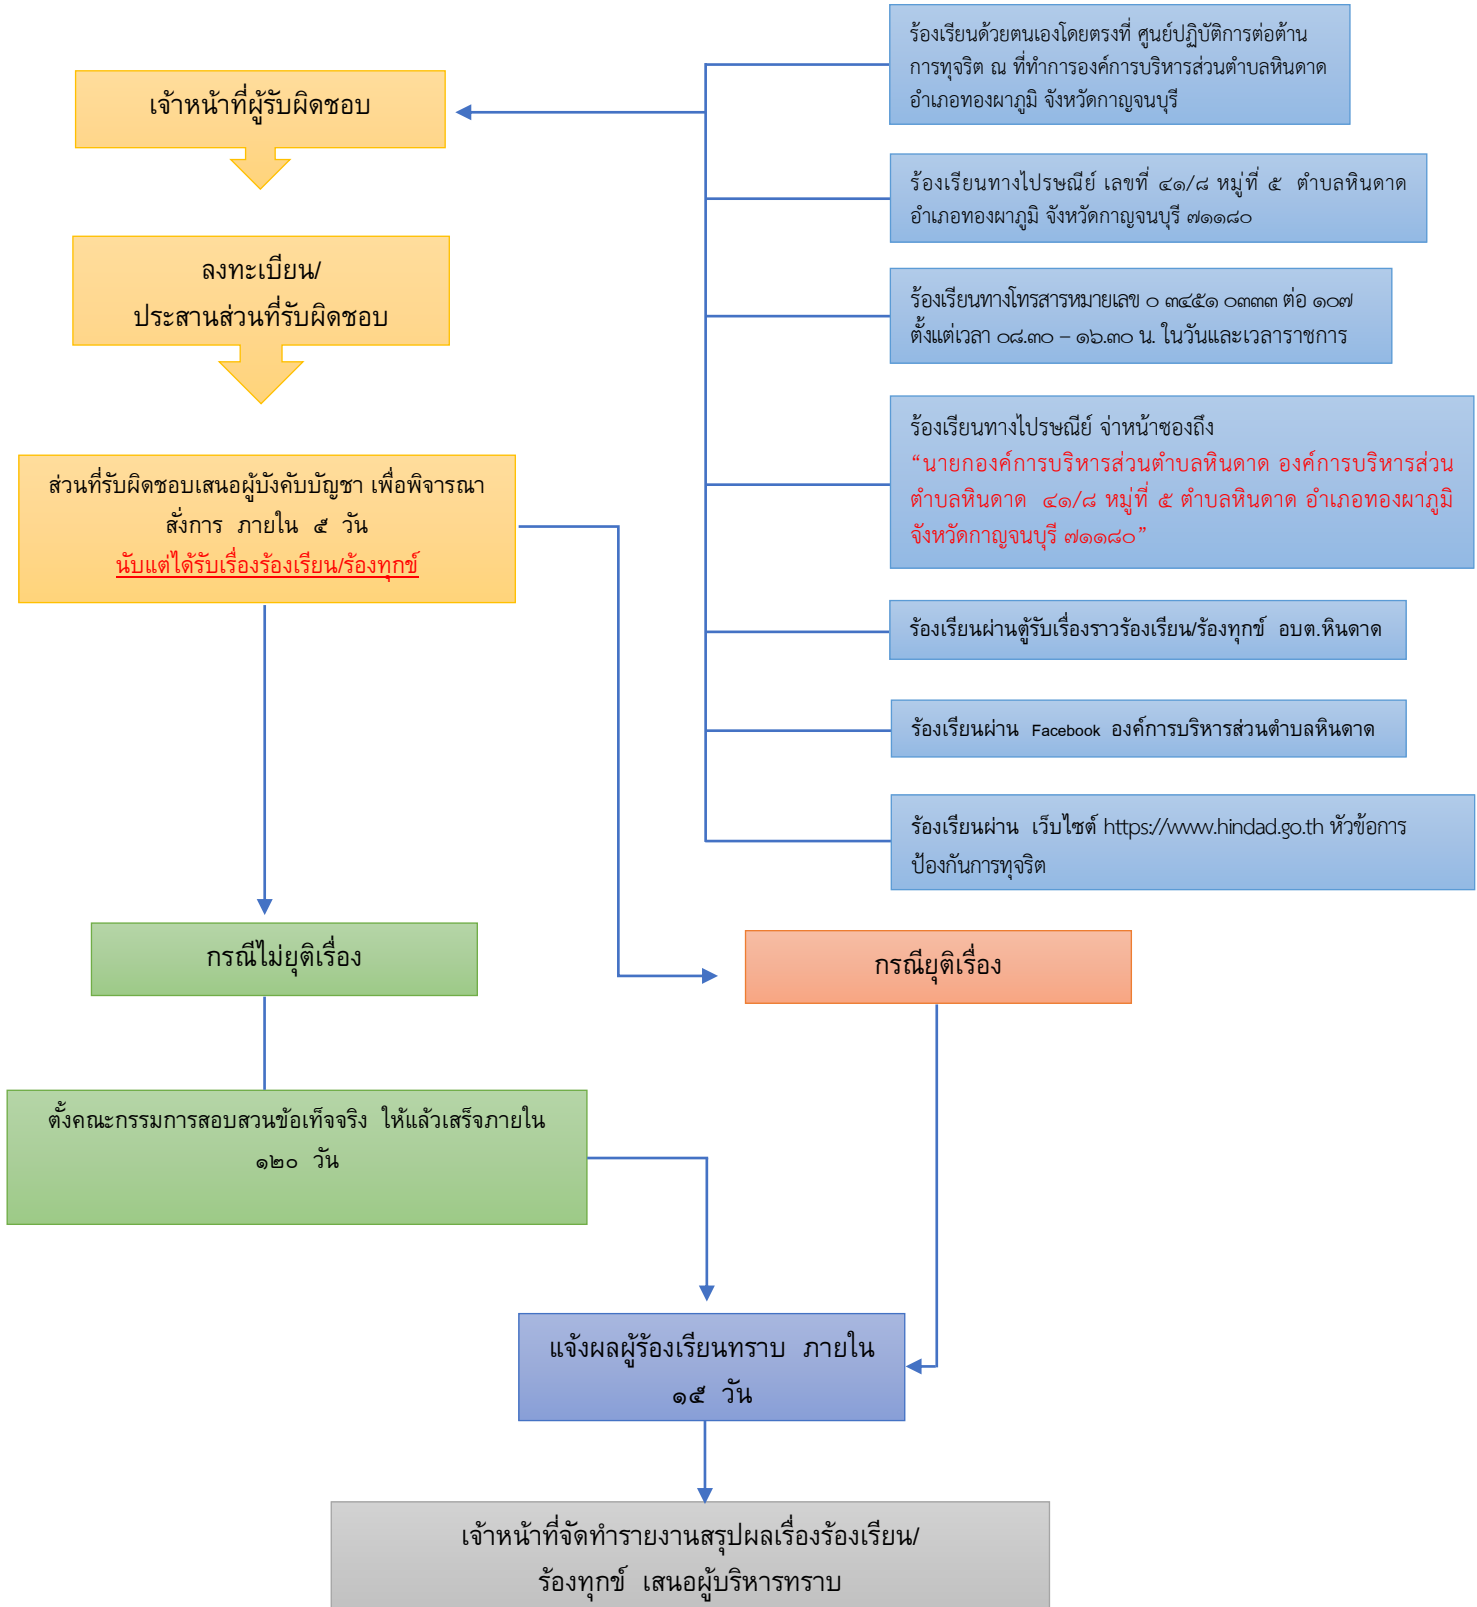 เจ้าหน้าที่ผู้รับผิดชอบ
ลงทะเบียน/
ประสานส่วนที่รับผิดชอบ
ส่วนที่รับผิดชอบเสนอผู้บังคับบัญชา เพื่อพิจารณา
สั่งการ ภายใน ๕ วัน
นับแต่ได้รับเรื่องร้องเรียน/ร้องทุกข์
ร้องเรียนด้วยตนเองโดยตรงที่ ศูนย์ปฏิบัติการต่อต้าน
การทุจริต ณ ที่ทำการองค์การบริหารส่วนตำบลหินดาด
อำเภอทองผาภูมิ จังหวัดกาญจนบุรี
ร้องเรียนทางไปรษณีย์ เลขที่ ๔๑/๘ หมู่ที่ ๕ ตำบลหินดาด
อำเภอทองผาภูมิ จังหวัดกาญจนบุรี ๗๑๑๘๐
ร้องเรียนทางโทรสารหมายเลข ๐ ๓๔๕๑ ๐๓๓๓ ต่อ ๑๐๗
ตั้งแต่เวลา ๐๘.๓๐ – ๑๖.๓๐ น. ในวันและเวลาราชการ
ร้องเรียนทางไปรษณีย์ จ่าหน้าซองถึง
“นายกองค์การบริหารส่วนตำบลหินดาด องค์การบริหารส่วน
ตำบลหินดาด ๔๑/๘ หมู่ที่ ๕ ตำบลหินดาด อำเภอทองผาภูมิ
จังหวัดกาญจนบุรี ๗๑๑๘๐”
ร้องเรียนผ่านตู้รับเรื่องราวร้องเรียน/ร้องทุกข์ อบต.หินดาด
ร้องเรียนผ่าน Facebook องค์การบริหารส่วนตำบลหินดาด
ร้องเรียนผ่าน เว็บไซต์ https://www.hindad.go.th หัวข้อการ
ป้องกันการทุจริต
กรณีไม่ยุติเรื่อง
กรณียุติเรื่อง
ตั้งคณะกรรมการสอบสวนข้อเท็จจริง ให้แล้วเสร็จภายใน
๑๒๐ วัน
แจ้งผลผู้ร้องเรียนทราบ ภายใน
๑๕ วัน
เจ้าหน้าที่จัดทำรายงานสรุปผลเรื่องร้องเรียน/
ร้องทุกข์ เสนอผู้บริหารทราบ